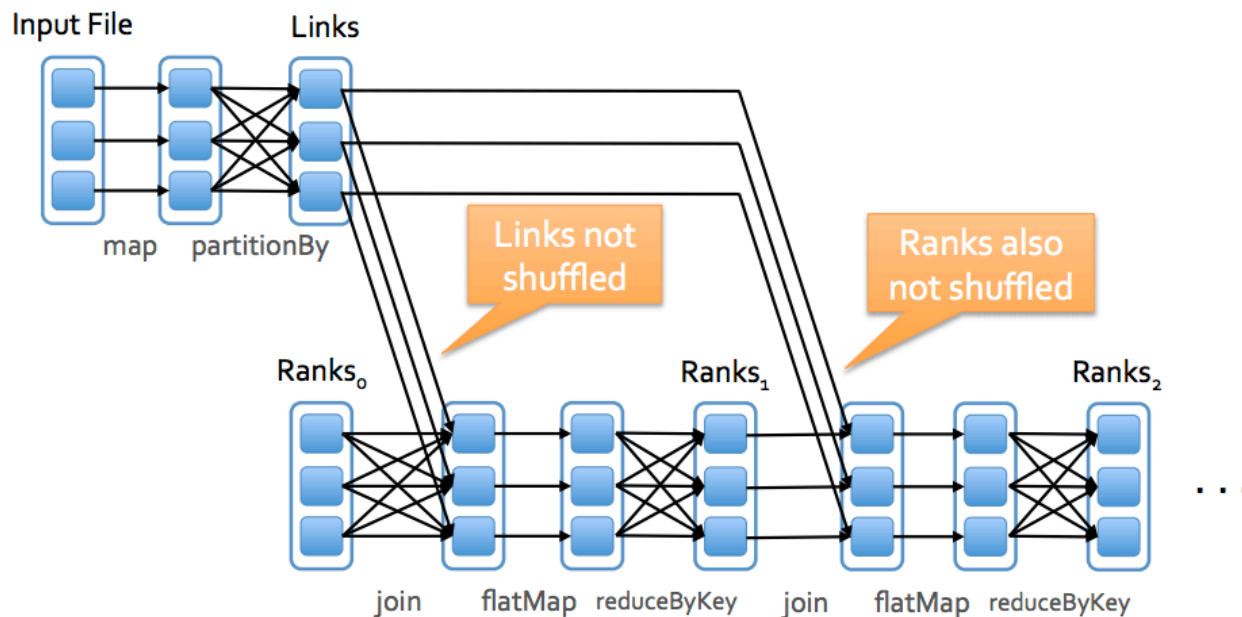 Input File
Links
map
partitionBy
Links not
shuffled
Ranks also
not shuffled
Ranks₀
Ranks₁
Ranks₂
. . .
join
flatMap
reduceByKey
join
flatMap
reduceByKey